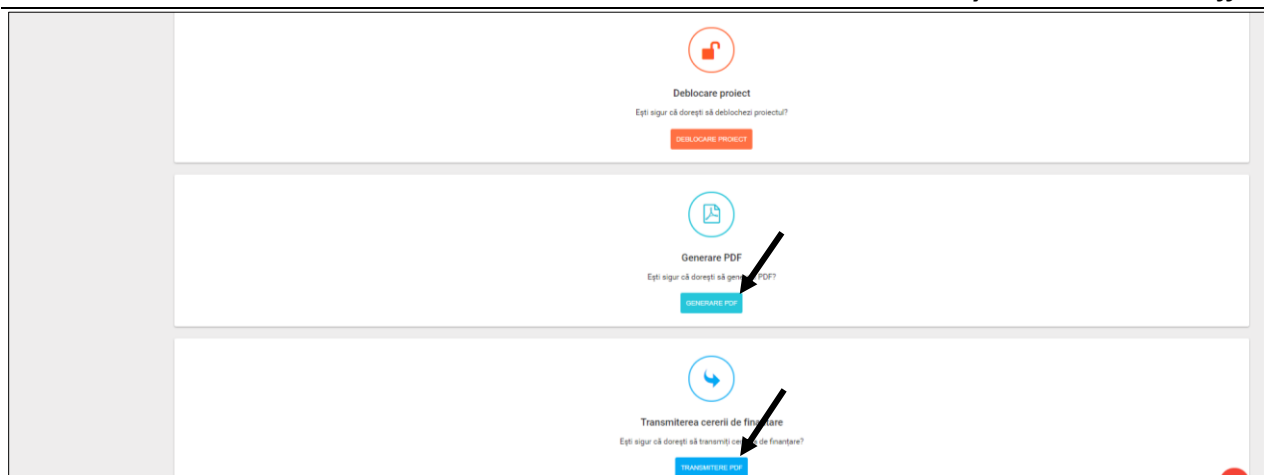 Deblocare proiect
Ești sigur că dorești să deblochezi proiectul?
DEBLOCARE PROIECT
Generare PDF
Ești sigur că dorești să PDF?
GENERARE PDF
Transmiterea cererii de finanțare
Ești sigur că dorești să transmiți de finanțare?
TRANSMITERE PDF